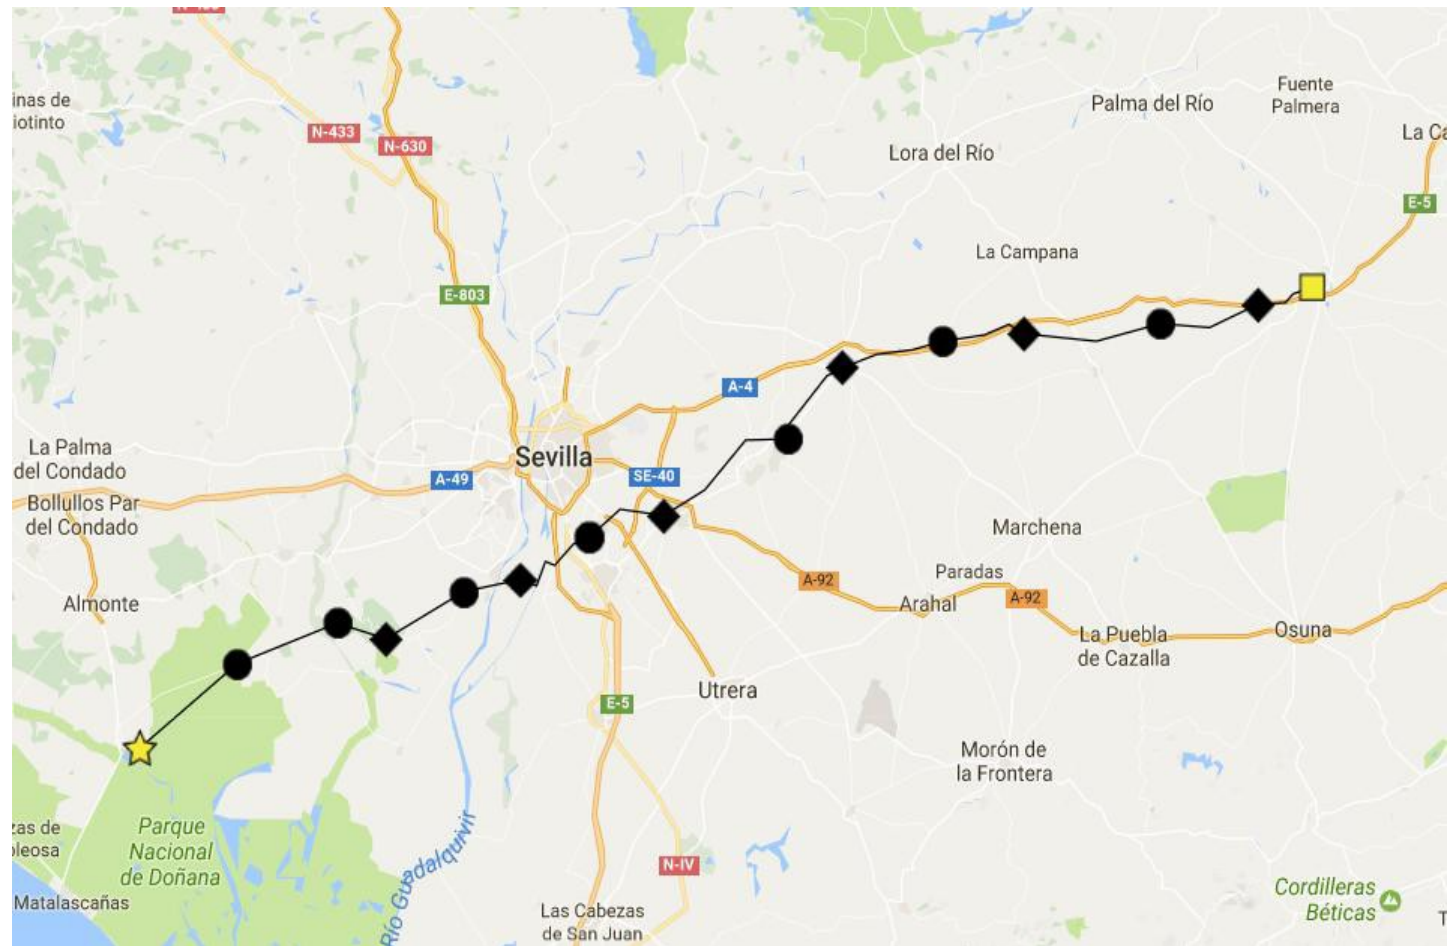 N-433
N-630
inas de
iotinto
Palma del Río
Fuente
Palmera
La Ca
Lora del Río
E-5
La Campana
E-803
A-4
La Palma
del Condado
Sevilla
A-49
SE-40
Bollullos Par
del Condado
Marchena
Almonte
A-92
Paradas
Arahal
A-92
La Puebla
de Cazalla
Osuna
Utrera
E-5
Morón de
la Frontera
Parque
Nacional
de Doñana
zas de
oleosa
Río Guadalquivir
N-IV
Matalascañas
Las Cabezas
de San Juan
Cordilleras
Béticas
T